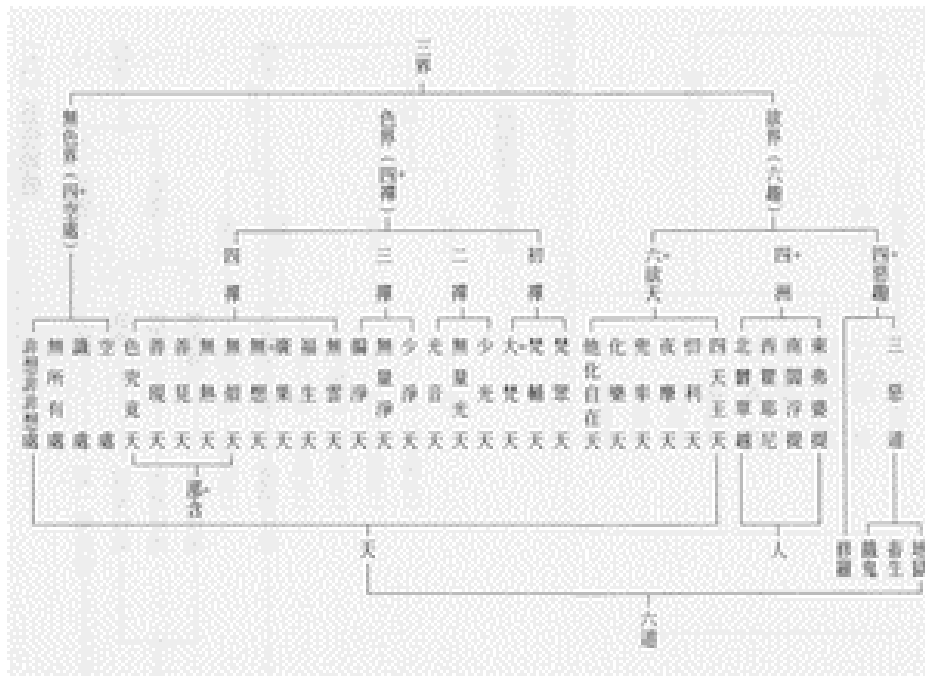 三界
欲界（六趣）
色界（四禪）
無色界（四空處）
四惡趣
四洲
六欲天
初禪
二禪
三禪
四禪
三惡道
東弗婆提
南閻浮提
西瞿耶尼
北鬱單越
四天王天
忉利天
夜摩天
兜率天
化樂天
他化自在天
梵眾天
梵輔天
大梵天
少光天
無量光天
光音天
少淨天
無量淨天
遍淨天
無雲天
福生天
廣果天
無想天
無煩天
無熱天
善見天
善現天
色究竟天
空處
識處
無所有處
那含
地獄
畜生
餓鬼
修羅
人
天
六道